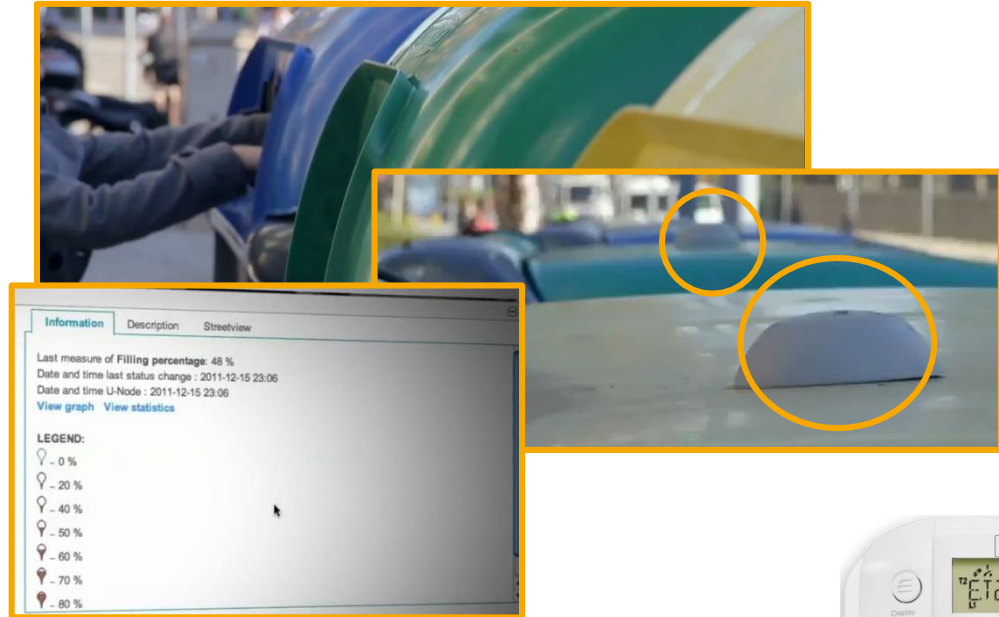 Information Description Streetview
Last measure of Filling percentage: 48 %
Date and time last status change : 2011-12-15 23:06
Date and time U-Node : 2011-12-15 23:06
View graph View statistics
LEGEND:
- 0 %
- 20 %
- 40 %
- 50 %
- 60 %
- 70 %
- 80 %
T2
Display